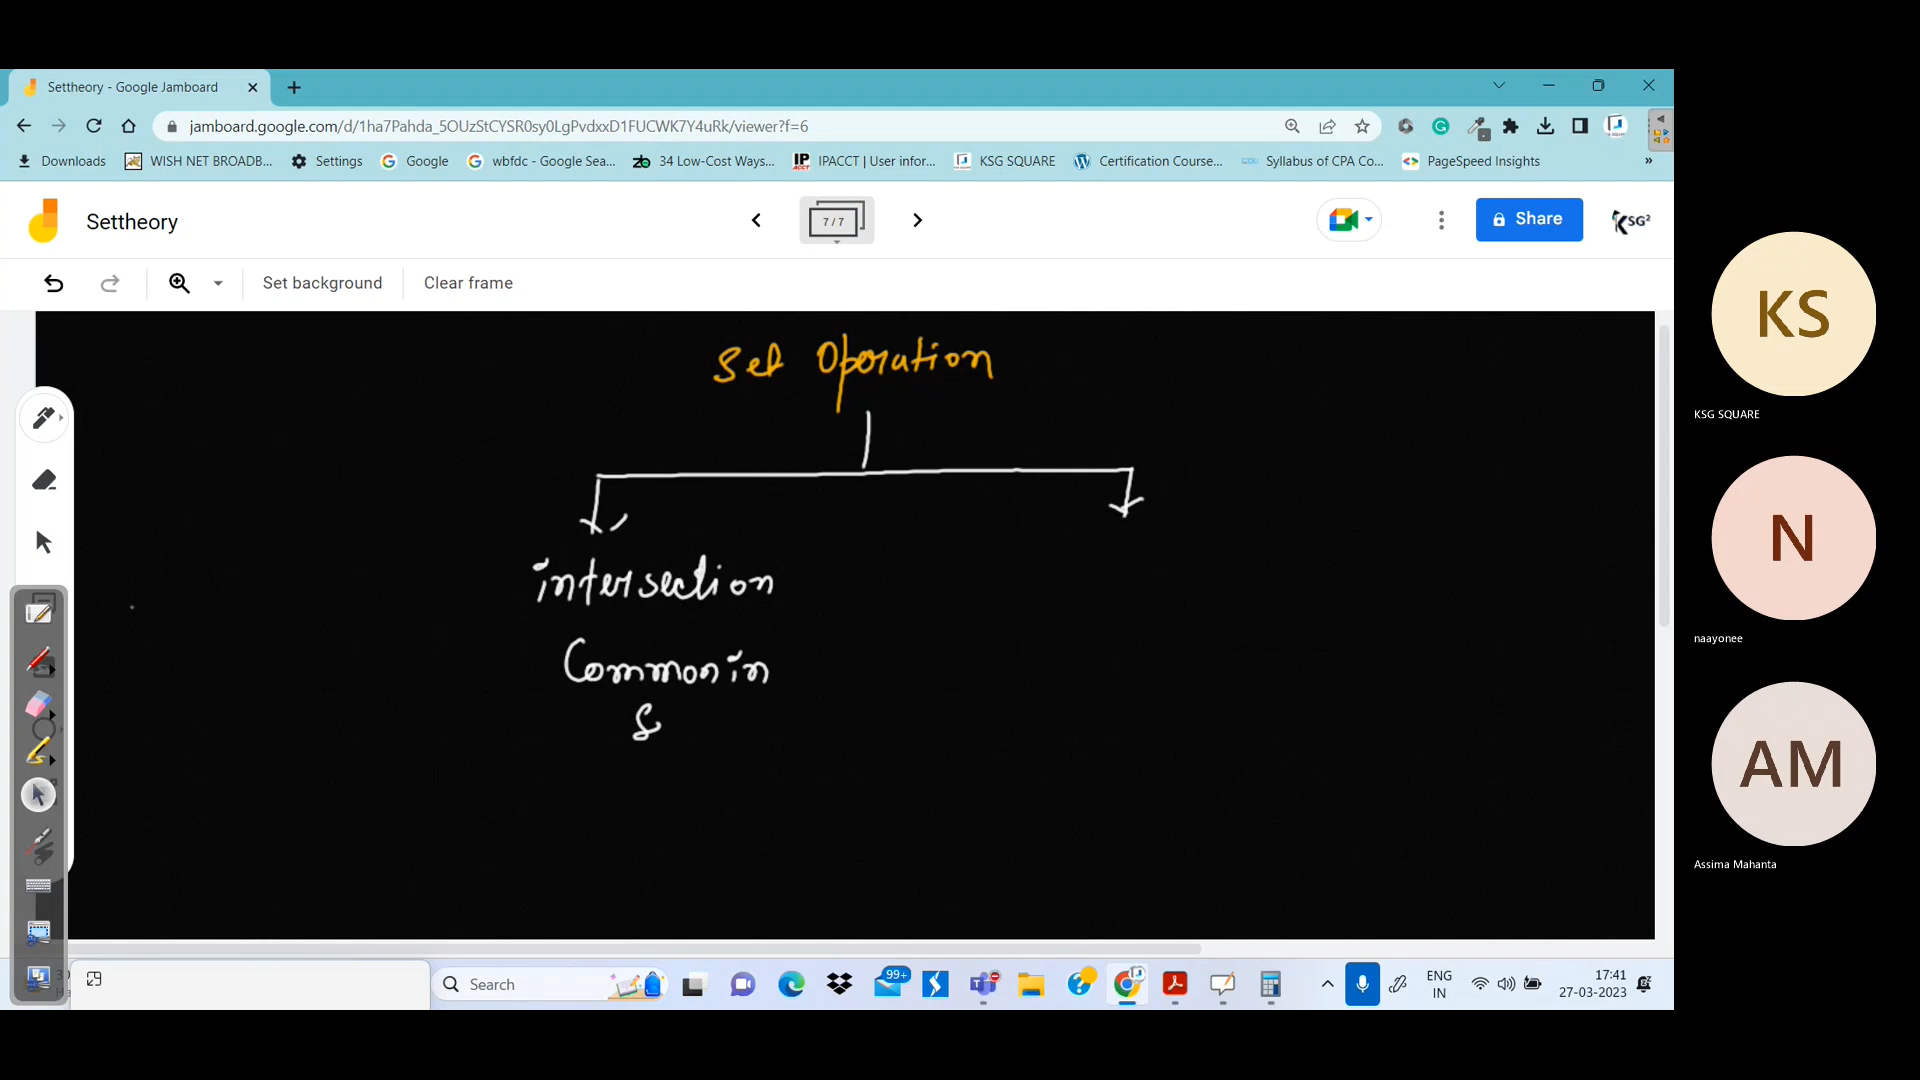 Settheory - Google Jamboard
jamboard.google.com/d/1ha7Pahda_5OUzStCYSR0sy0LgPvdxxD1FUCWK7Y4uRk/viewer?f=6
Downloads WISH NET BROADB... Settings Google wbfdc - Google Sea... 34 Low-Cost Ways... IPACCT | User infor... KSG SQUARE Certification Course... Syllabus of CPA Co... PageSpeed Insights »
Settheory
7 / 7
Share
KSG²
Set background
Clear frame
Set Operation
intersection
Common in
&
KS
KSG SQUARE
N
naayonee
AM
Assima Mahanta
Search
99+
ENG
IN
17:41
27-03-2023